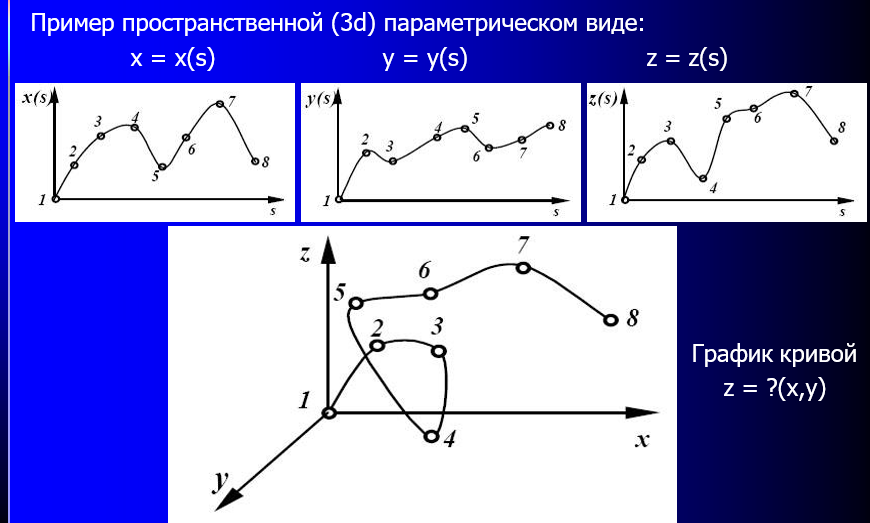 Пример пространственной (3d) параметрическом виде:
x = x(s) y = y(s) z = z(s)
x(s) 1 2 3 4 5 6 7 8 s
y(s) 1 2 3 4 5 6 7 8 s
z(s) 1 2 3 4 5 6 7 8 s
z 1 2 3 4 5 6 7 8 x y
График кривой
z = ?(x,y)